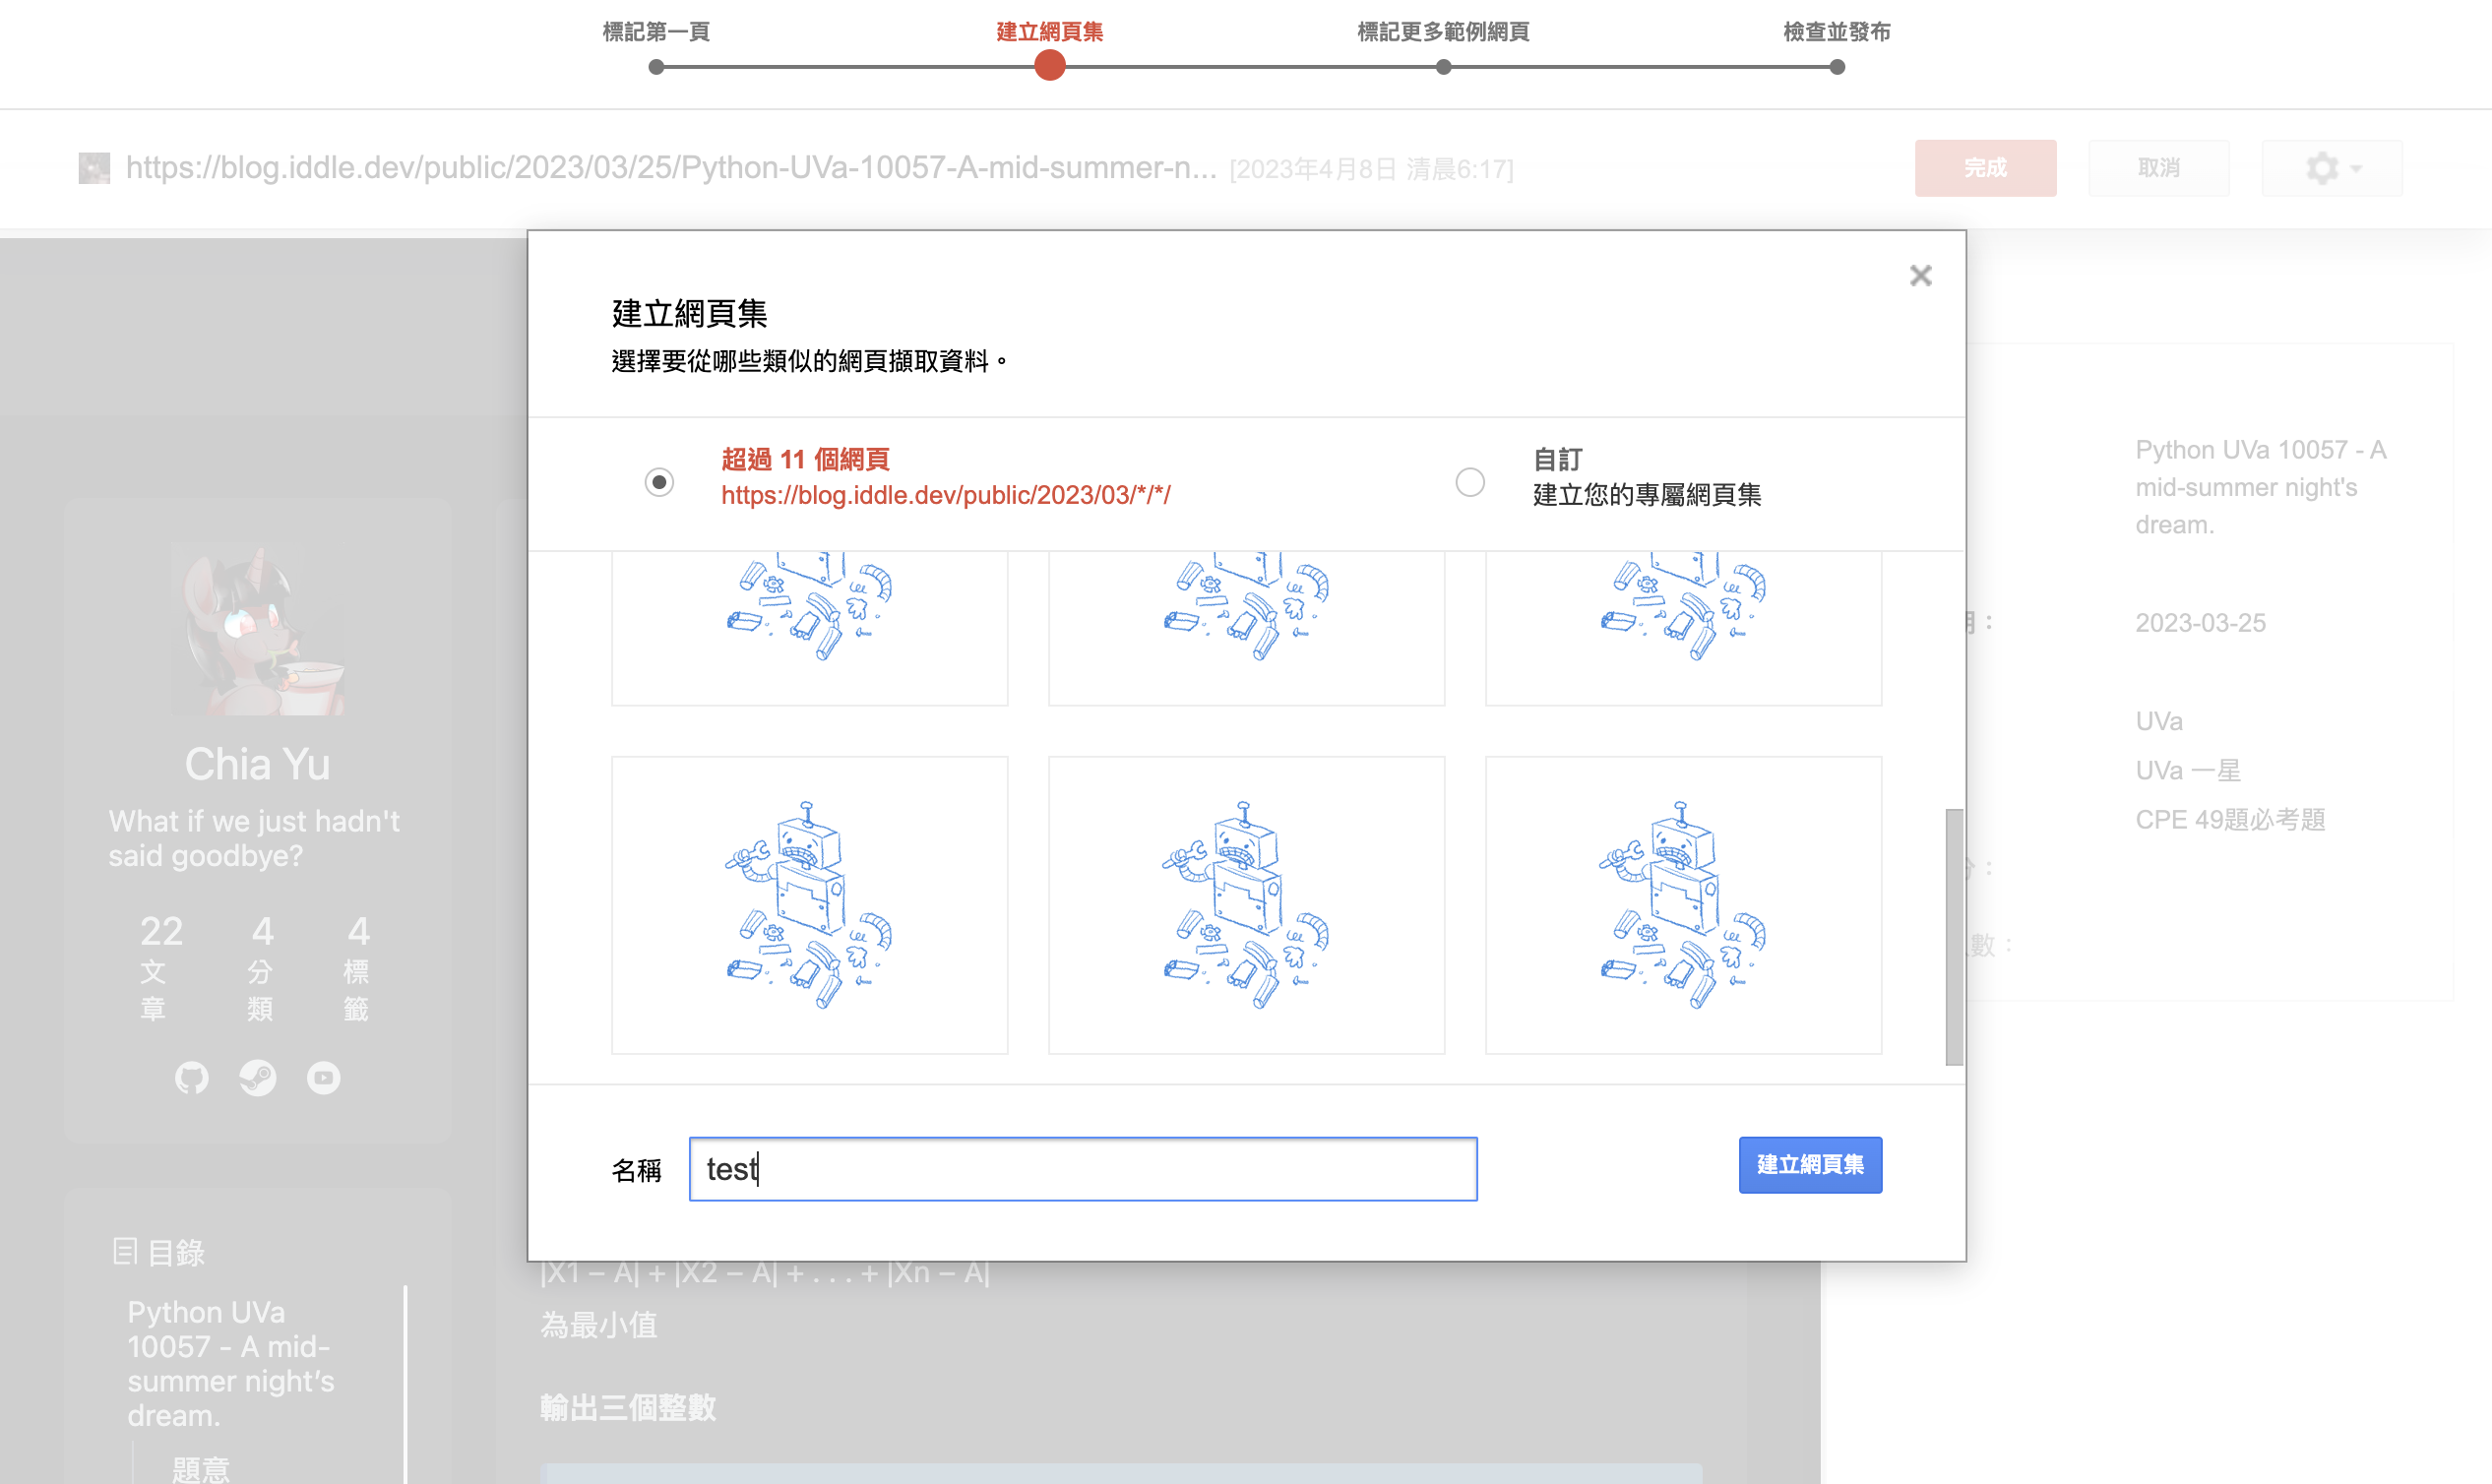 標記第一頁
建立網頁集
標記更多範例網頁
檢查並發布
https://blog.iddle.dev/public/2023/03/25/Python-UVa-10057-A-mid-summer-n... [2023年4月8日 清晨6:17]
完成
取消
建立網頁集
選擇要從哪些類似的網頁擷取資料。
超過 11 個網頁
https://blog.iddle.dev/public/2023/03/*/*/
自訂
建立您的專屬網頁集
名稱
test
建立網頁集
Chia Yu
What if we just hadn't
said goodbye?
22
文
章
4
分
類
4
標
籤
目錄
Python UVa
10057 - A mid-
summer night's
dream.
題意
|X1 – A| + |X2 – A| + . . . + |Xn – A|
為最小值
輸出三個整數
Python UVa 10057 - A
mid-summer night's
dream.
：
2023-03-25
UVa
UVa 一星
CPE 49題必考題
：
數：